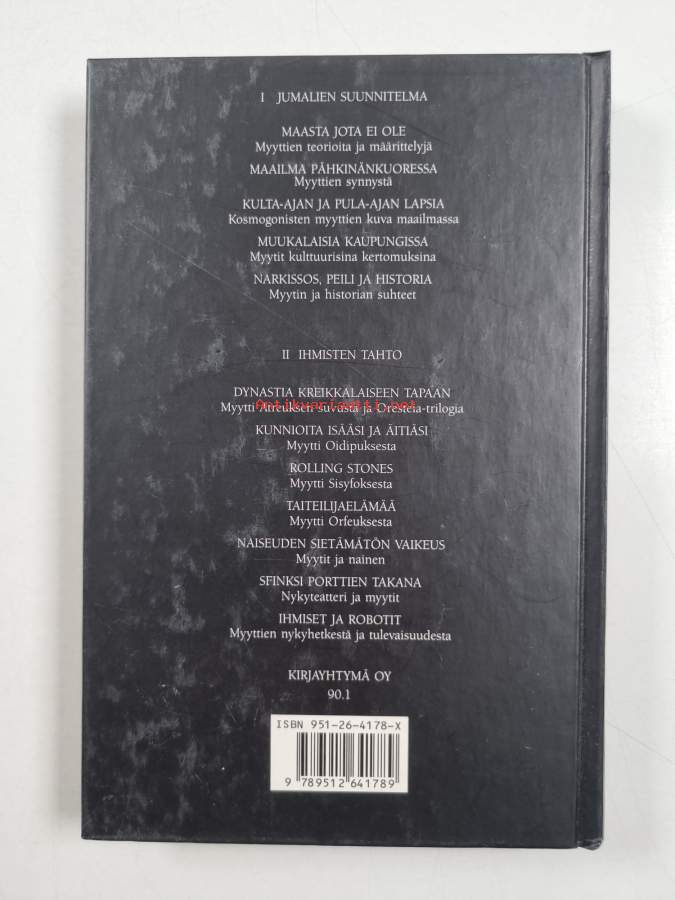 I JUMALIEN SUUNNITELMA
MAASTA JOTA EI OLE
Myyttien teorioita ja määrittelyjä
MAAILMA PÄHKINÄNKUORESSA
Myyttien synnystä
KULTA-AJAN JA PULA-AJAN LAPSIA
Kosmogonisten myyttien kuva maailmassa
MUUKALAISIA KAUPUNGISSA
Myytit kulttuurisina kertomuksina
NARKISSOS, PEILI JA HISTORIA
Myytin ja historian suhteet
II IHMISTEN TAHTO
DYNASTIA KREIKKALAISEEN TAPAAN
Antikvariaatti.net
Myytti Atreuksen suvusta ja Oresteia-trilogia
KUNNIOITA ISÄÄSI JA ÄITIÄSI
Myytti Oidipuksesta
ROLLING STONES
Myytti Sisyfoksesta
TAITEILIJAELÄMÄÄ
Myytti Orfeuksesta
NAISEUDEN SIETÄMÄTÖN VAIKEUS
Myytit ja nainen
SFINKSI PORTTIEN TAKANA
Nykyteatteri ja myytit
IHMISET JA ROBOTIT
Myyttien nykyhetkestä ja tulevaisuudesta
KIRJAYHTYMÄ OY
90.1
ISBN 951-26-4178-X
9 789512 641789